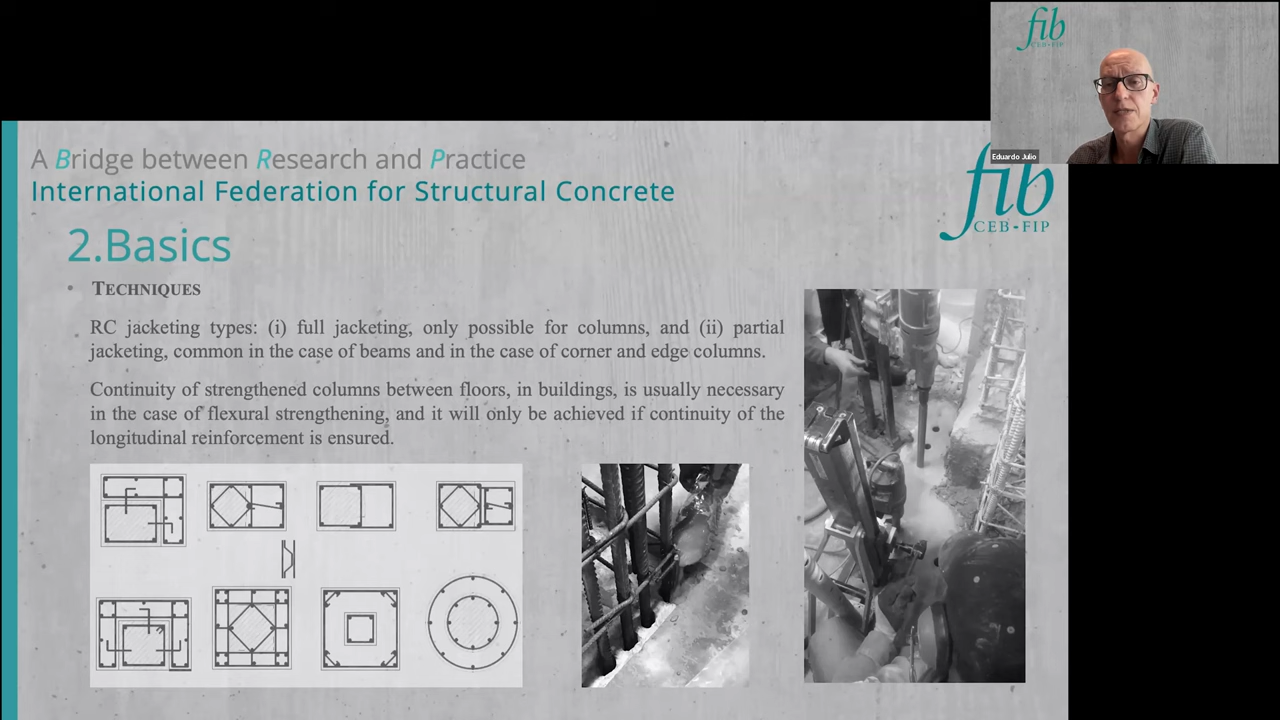 fib
CEB-FIP
Eduardo Julio
A Bridge between Research and Practice
International Federation for Structural Concrete
fib
CEB-FIP
2.Basics
• TECHNIQUES
RC jacketing types: (i) full jacketing, only possible for columns, and (ii) partial
jacketing, common in the case of beams and in the case of corner and edge columns.
Continuity of strengthened columns between floors, in buildings, is usually necessary
in the case of flexural strengthening, and it will only be achieved if continuity of the
longitudinal reinforcement is ensured.